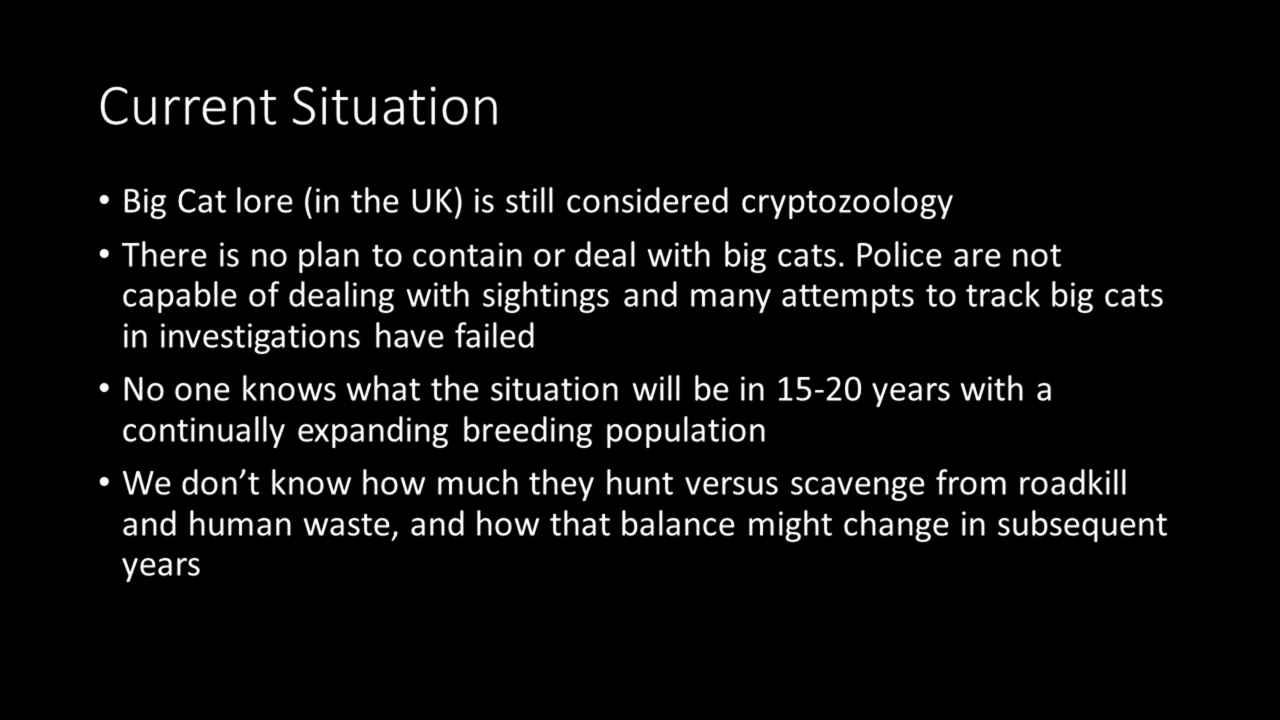 Current Situation
• Big Cat lore (in the UK) is still considered cryptozoology
• There is no plan to contain or deal with big cats. Police are not
capable of dealing with sightings and many attempts to track big cats
in investigations have failed
• No one knows what the situation will be in 15-20 years with a
continually expanding breeding population
• We don’t know how much they hunt versus scavenge from roadkill
and human waste, and how that balance might change in subsequent
years